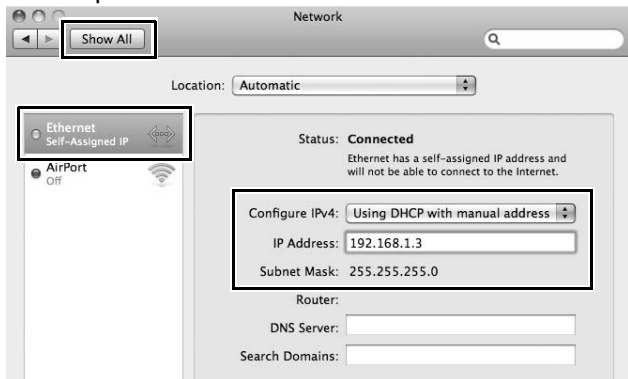 Network
Show All
Location: Automatic
Ethernet
Self-Assigned IP
AirPort
Off
Status: Connected
Ethernet has a self-assigned IP address and
will not be able to connect to the Internet.
Configure IPv4: Using DHCP with manual address
IP Address: 192.168.1.3
Subnet Mask: 255.255.255.0
Router:
DNS Server:
Search Domains: